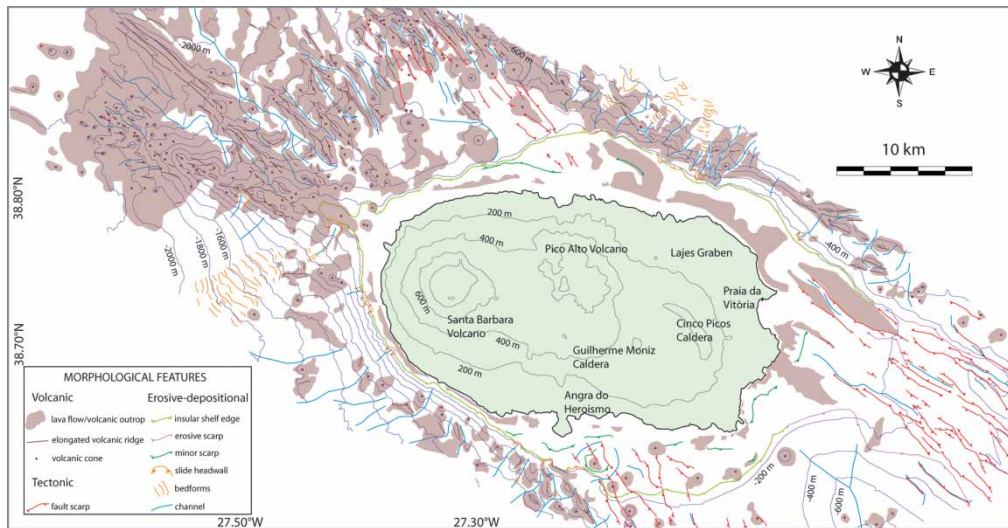 -2000 m
600 m
N
W E
S
10 km
38.80°N
200 m
400 m
Pico Alto Volcano
Lajes Graben
-400 m
-1600 m
-1800 m
-2000 m
600 m
Praia da
Vitòria
Santa Barbara
Volcano
Cinco Picos
Caldera
38.70°N
400 m
Guilherme Moniz
Caldera
200 m
Angra do
Heroismo
MORPHOLOGICAL FEATURES
Volcanic
Erosive-depositional
lava flow/volcanic outrop
insular shelf edge
elongated volcanic ridge
erosive scarp
volcanic cone
minor scarp
slide headwall
Tectonic
bedforms
fault scarp
channel
-200 m
-400 m
-600 m
27.50°W
27.30°W